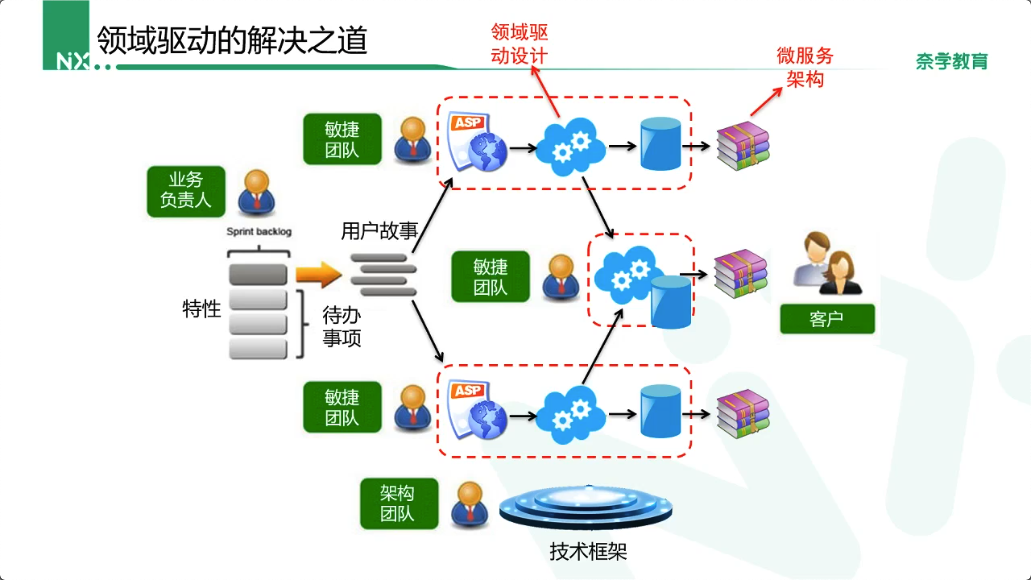 领域驱动的解决之道
NX
奈学教育
领域驱
动设计
微服务
架构
敏捷
团队
ASP
业务
负责人
Sprint backlog
用户故事
敏捷
团队
特性
待办
事项
客户
敏捷
团队
ASP
架构
团队
技术框架